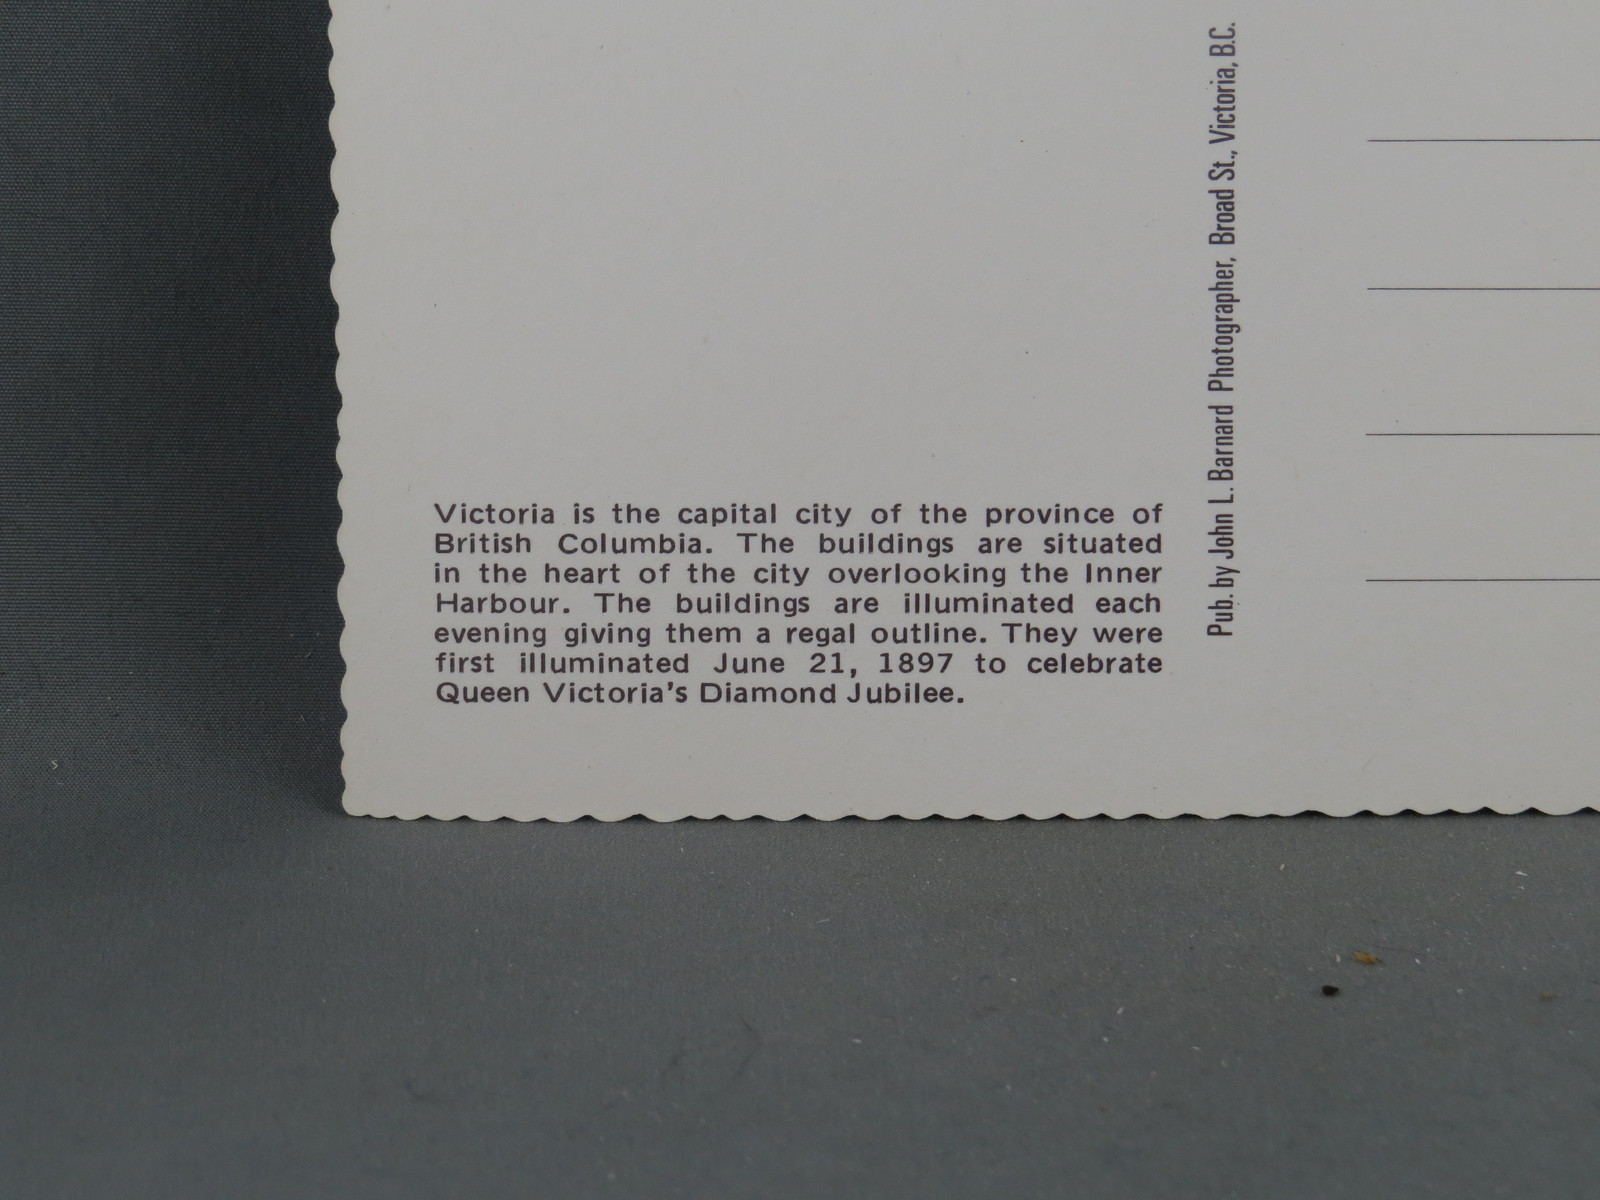 Victoria is the capital city of the province of
British Columbia. The buildings are situated
in the heart of the city overlooking the Inner
Harbour. The buildings are illuminated each
evening giving them a regal outline. They were
first illuminated June 21, 1897 to celebrate
Queen Victoria's Diamond Jubilee.
Pub. by John L. Barnard Photographer, Broad St., Victoria, B.C.